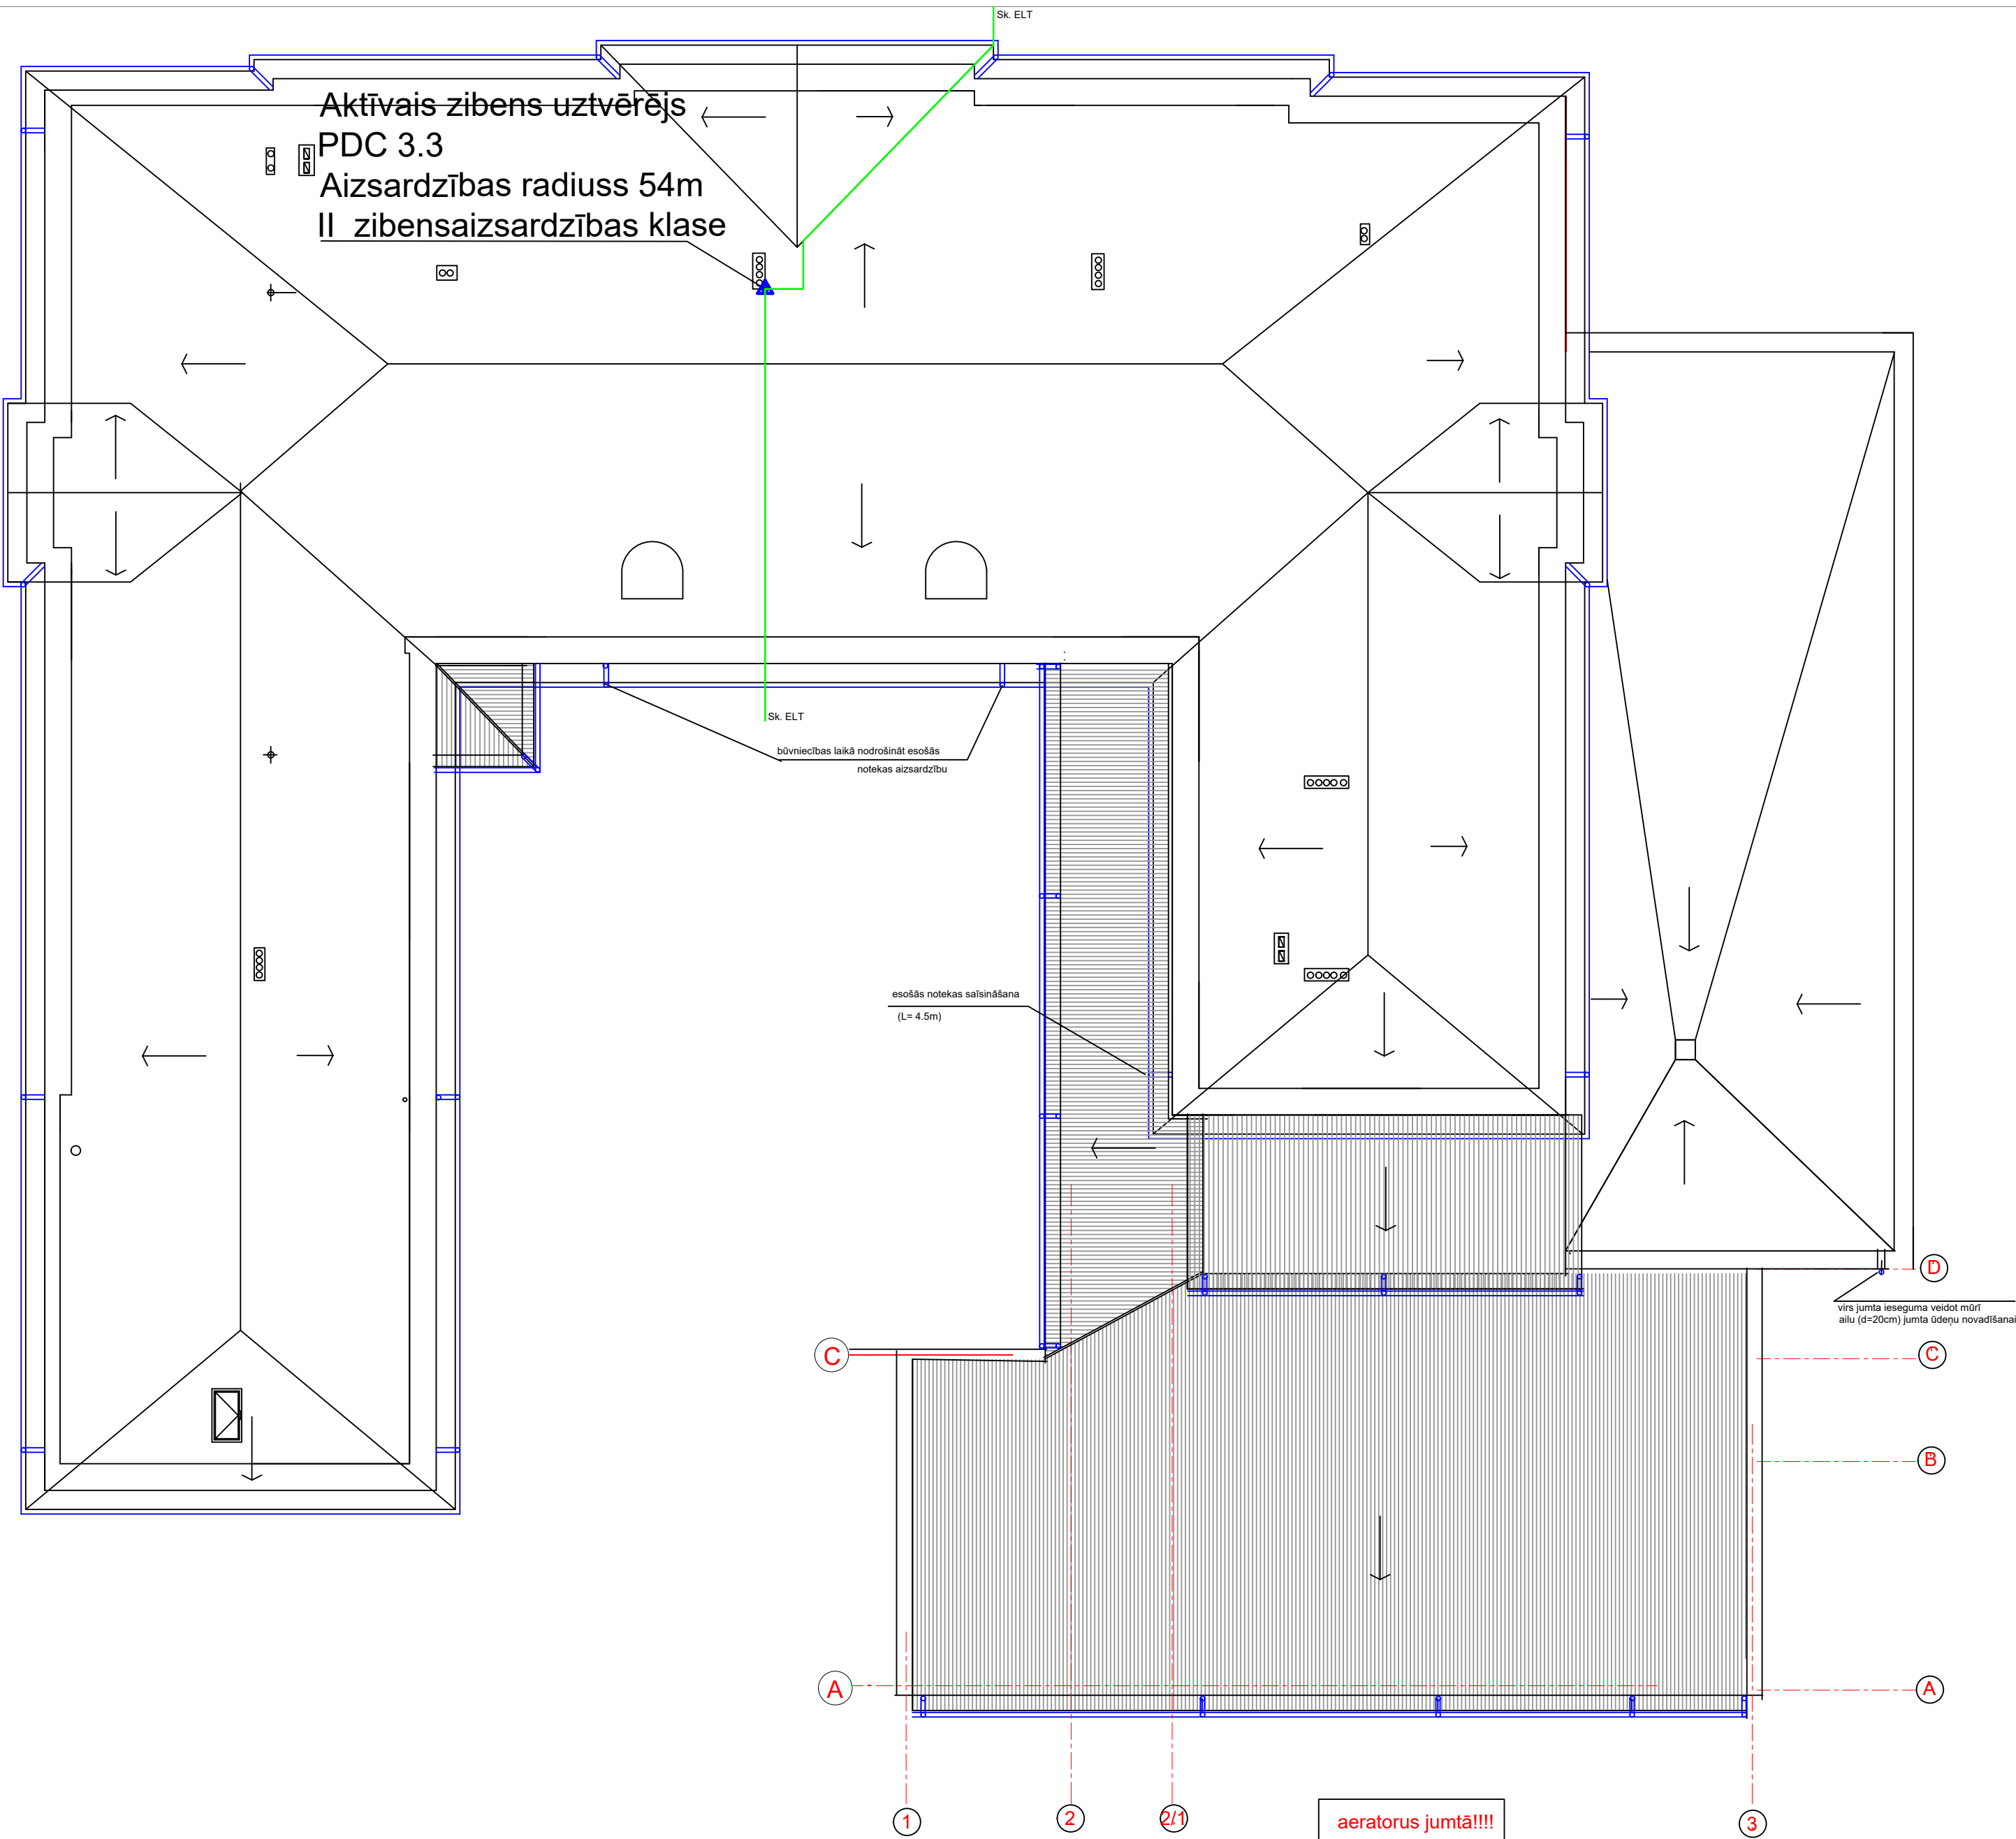 Sk. ELT
Aktīvais zibens uztvērējs
PDC 3.3
Aizsardzības radiuss 54m
II zibensaizsardzības klase
Sk. ELT
būvniecības laikā nodrošināt esošās
notekas aizsardzību
esošās notekas saīsināšana
(L= 4.5m)
D
virs jumta ieseguma veidot mūrī
ailu (d=20cm) jumta ūdeņu novadīšanai
C
C
B
A
A
1
2
2/1
3
aeratorus jumtā!!!!